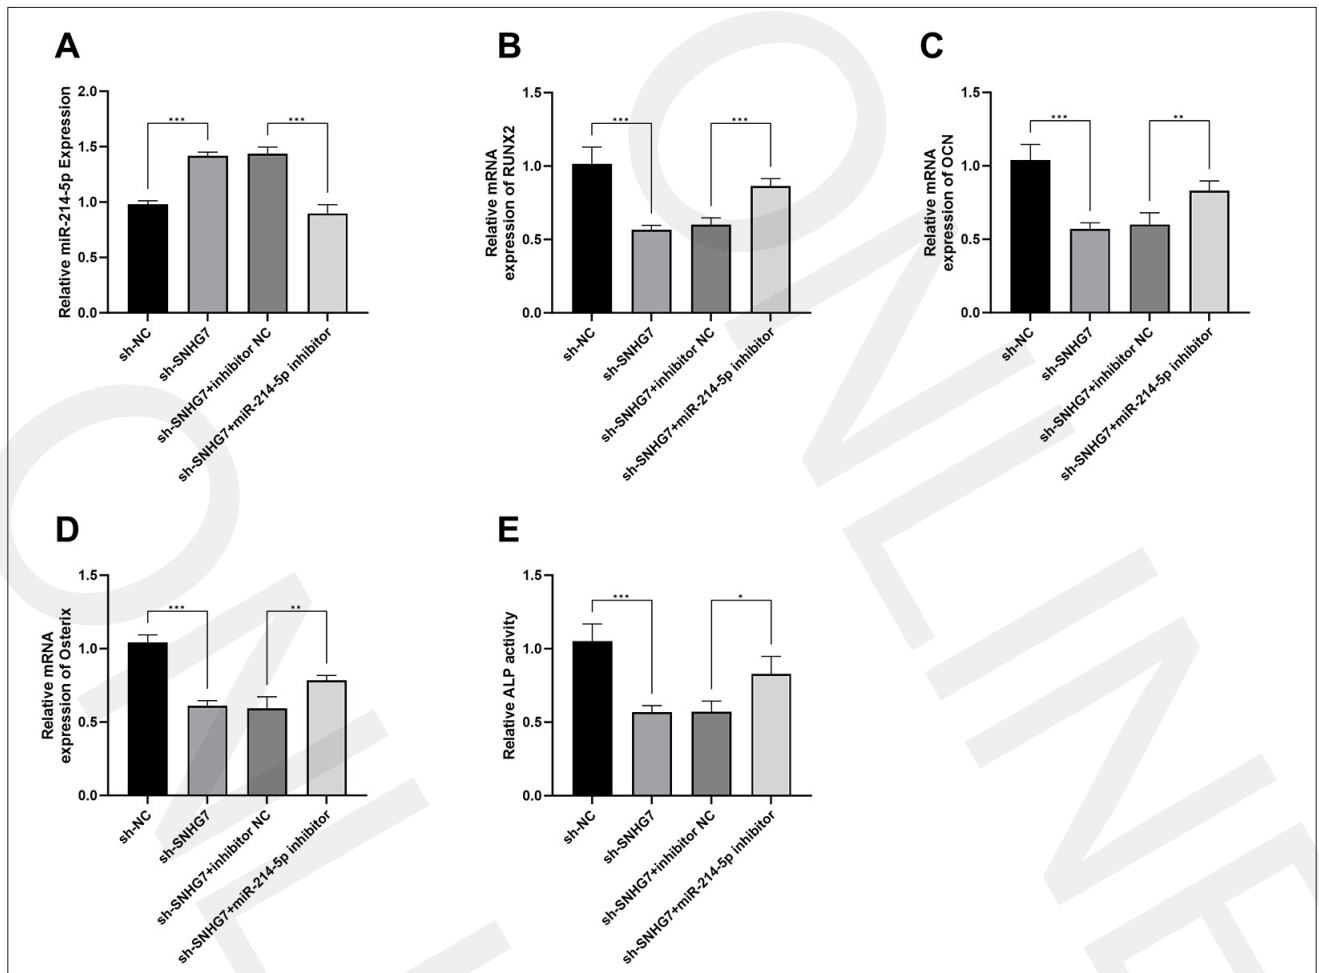 A
Relative miR-214-5p Expression
2.0
1.5
1.0
0.5
0.0
***
***
sh-NC
sh-SNHG7
sh-SNHG7+inhibitor NC
sh-SNHG7+miR-214-5p inhibitor
B
Relative mRNA
expression of RUNX2
1.5
1.0
0.5
0.0
***
***
sh-NC
sh-SNHG7
sh-SNHG7+inhibitor NC
sh-SNHG7+miR-214-5p inhibitor
C
Relative mRNA
expression of OCN
1.5
1.0
0.5
0.0
***
**
sh-NC
sh-SNHG7
sh-SNHG7+inhibitor NC
sh-SNHG7+miR-214-5p inhibitor
D
Relative mRNA
expression of Osterix
1.5
1.0
0.5
0.0
***
**
sh-NC
sh-SNHG7
sh-SNHG7+inhibitor NC
sh-SNHG7+miR-214-5p inhibitor
E
Relative ALP activity
1.5
1.0
0.5
0.0
***
*
sh-NC
sh-SNHG7
sh-SNHG7+inhibitor NC
sh-SNHG7+miR-214-5p inhibitor
ONLINE